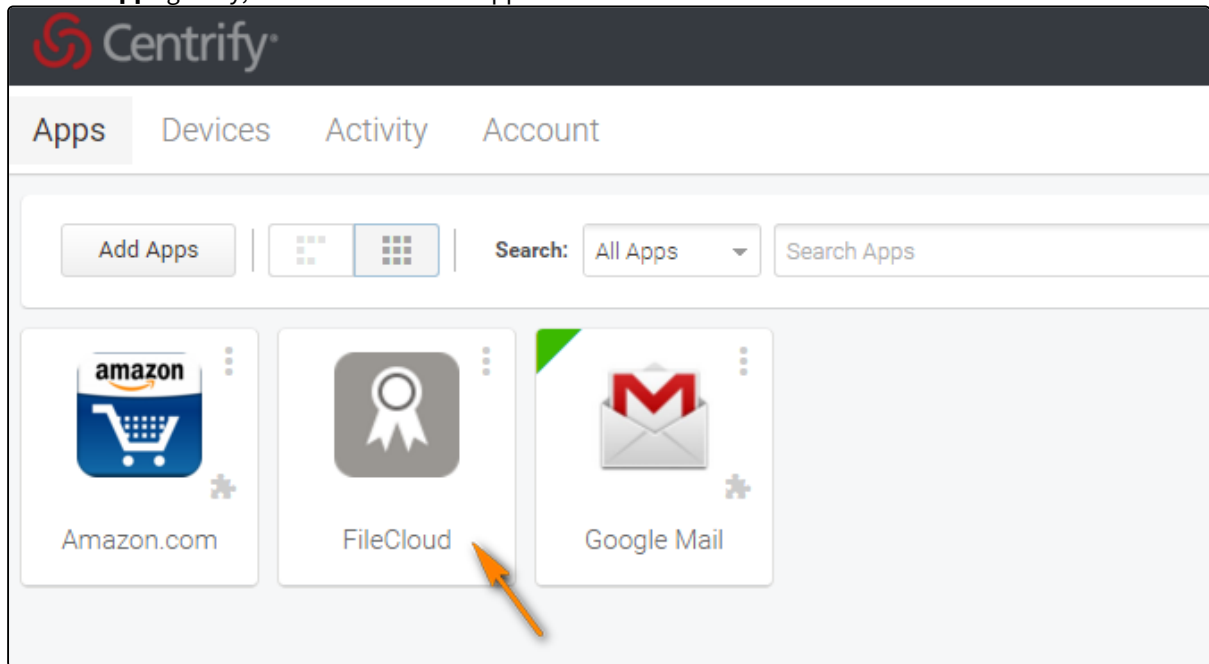 Centrify
Apps Devices Activity Account
Add Apps Search: All Apps Search Apps
amazon
Amazon.com FileCloud Google Mail